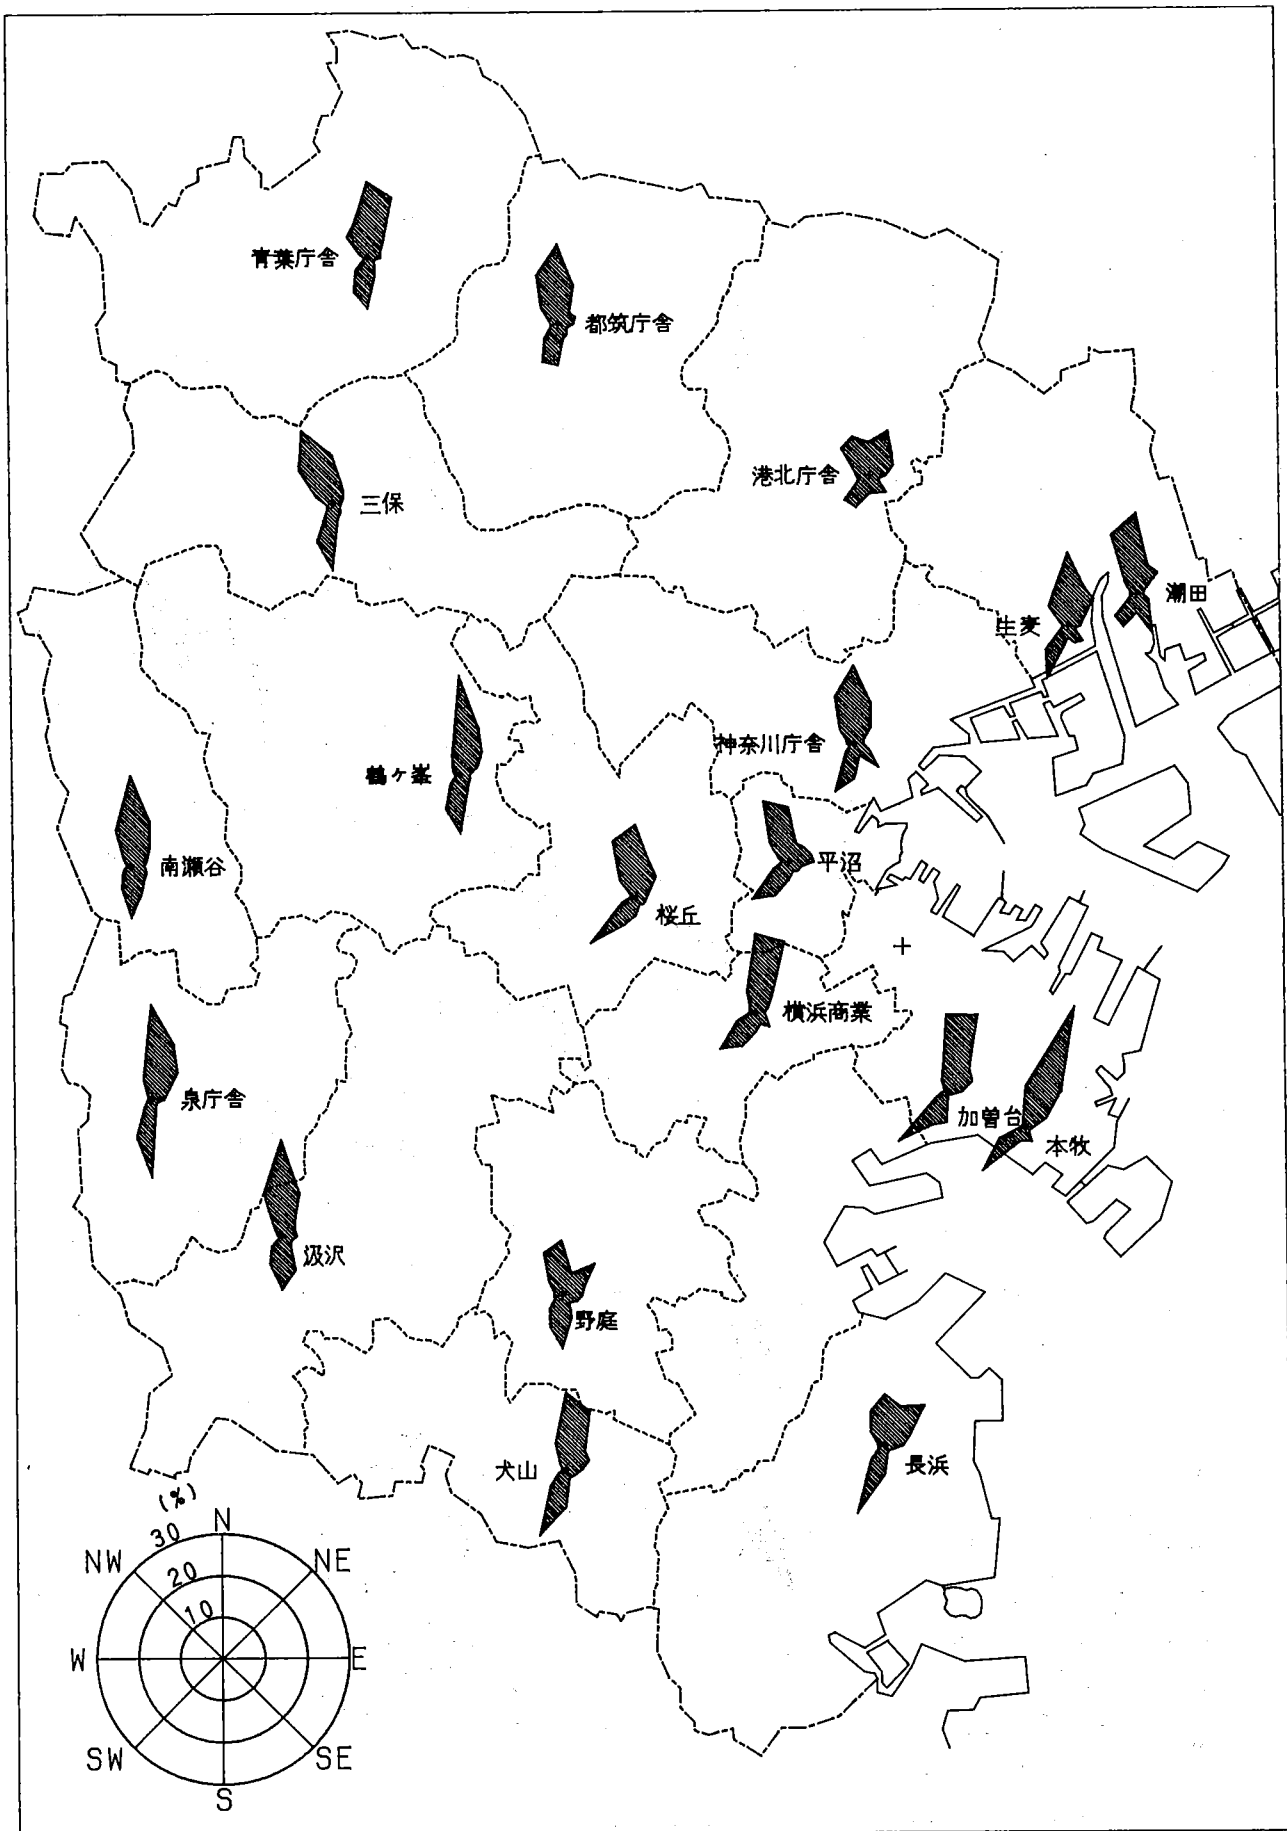 青葉庁舎
都筑庁舎
港北庁舎
三保
潮田
生麦
神奈川庁舎
鶴ヶ峯
平沼
南瀬谷
桜丘
横浜商業
泉庁舎
加曽台
本牧
汲沢
野庭
犬山
長浜
(%)
30
20
10
N
NW
NE
W
E
SW
SE
S